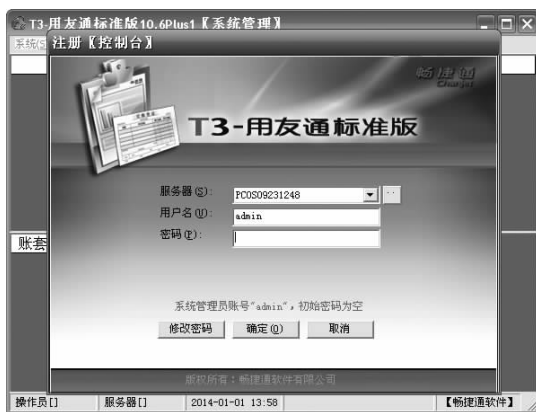 T3-用友通标准版10.6Plus1〖系统管理〗
系统(S
注册〖控制台〗
畅捷通
Chanjet
T3-用友通标准版
服务器(S): PCOS09231248
用户名(U): admin
密码(P):
账套
系统管理员账号"admin"，初始密码为空
修改密码 确定(O) 取消
版权所有：畅捷通软件有限公司
操作员[] 服务器[] 2014-01-01 13:58 【畅捷通软件】